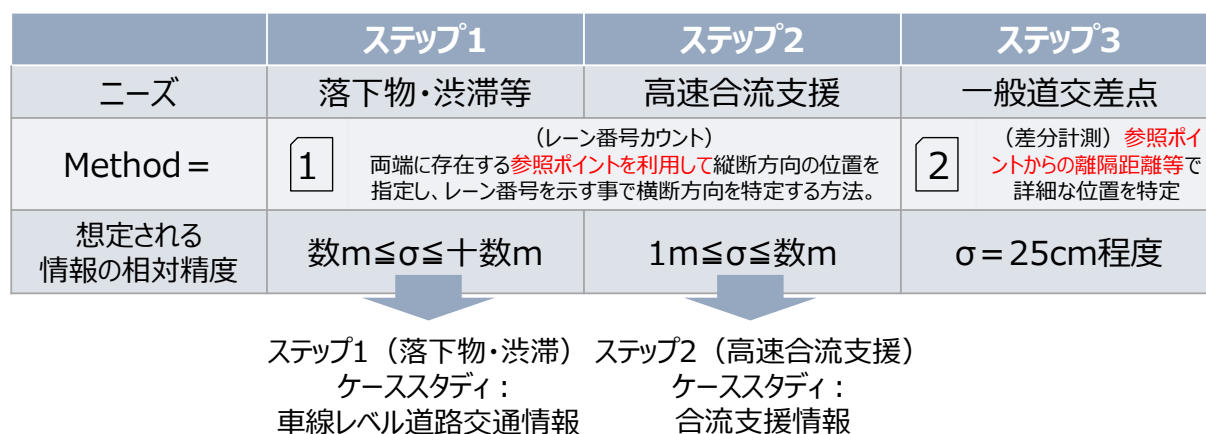 ステップ1 ステップ2 ステップ3
ニーズ 落下物・渋滞等 高速合流支援 一般道交差点
Method＝
1
（レーン番号カウント）
両端に存在する参照ポイントを利用して縦断方向の位置を
指定し、レーン番号を示す事で横断方向を特定する方法。
2
（差分計測）参照ポイ
ントからの離隔距離等で
詳細な位置を特定
想定される
情報の相対精度
数m≦σ≦十数m 1m≦σ≦数m σ＝25cm程度
ステップ1（落下物・渋滞）
ケーススタディ：
車線レベル道路交通情報
ステップ2（高速合流支援）
ケーススタディ：
合流支援情報